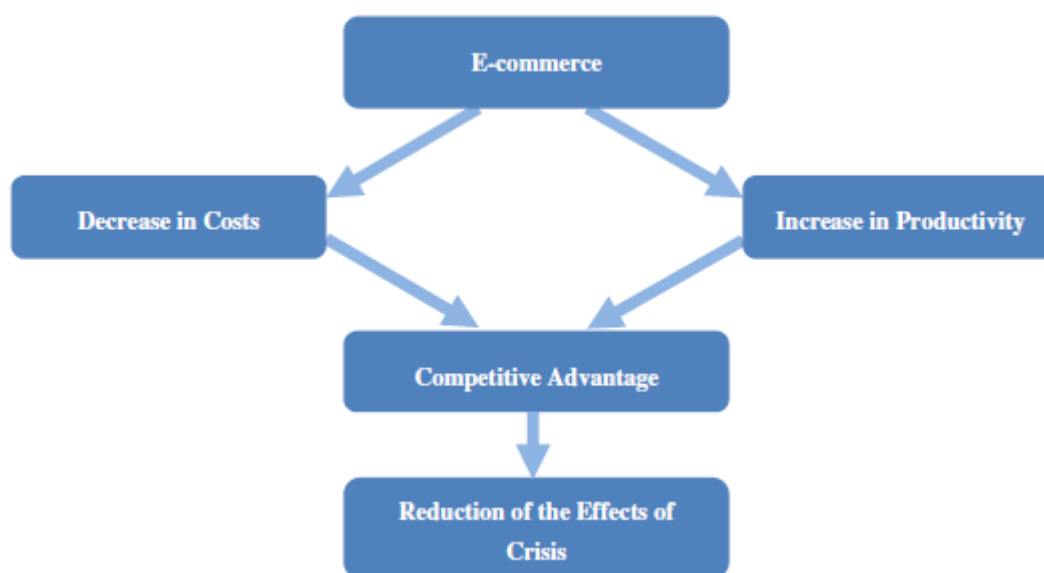 E-commerce
Decrease in Costs
Increase in Productivity
Competitive Advantage
Reduction of the Effects of
Crisis